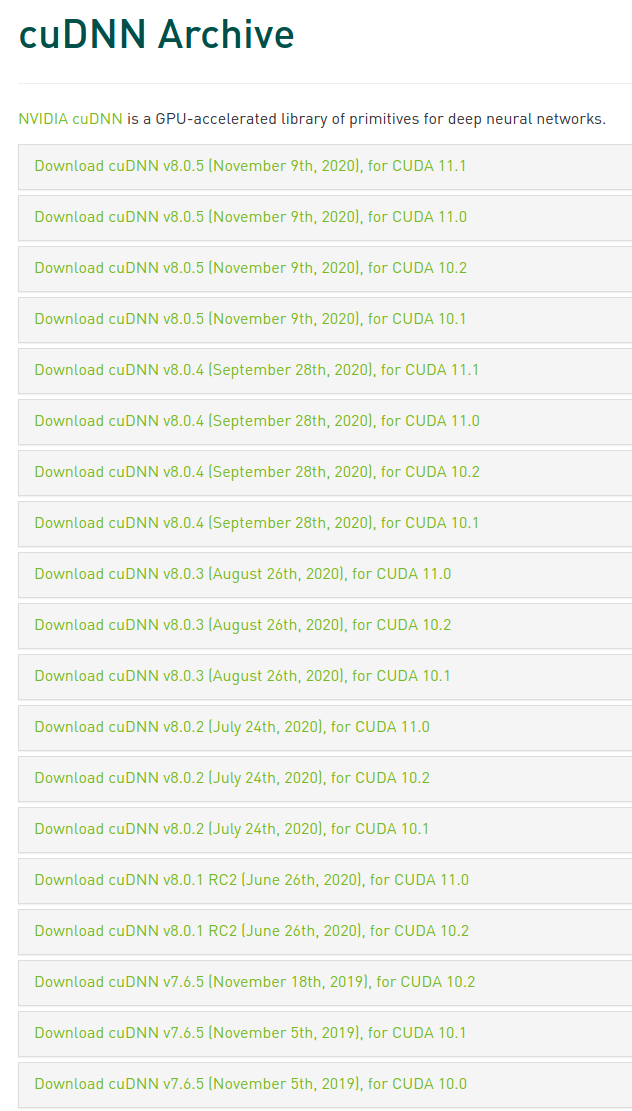 cuDNN Archive
NVIDIA cuDNN is a GPU-accelerated library of primitives for deep neural networks.
Download cuDNN v8.0.5 (November 9th, 2020), for CUDA 11.1
Download cuDNN v8.0.5 (November 9th, 2020), for CUDA 11.0
Download cuDNN v8.0.5 (November 9th, 2020), for CUDA 10.2
Download cuDNN v8.0.5 (November 9th, 2020), for CUDA 10.1
Download cuDNN v8.0.4 (September 28th, 2020), for CUDA 11.1
Download cuDNN v8.0.4 (September 28th, 2020), for CUDA 11.0
Download cuDNN v8.0.4 (September 28th, 2020), for CUDA 10.2
Download cuDNN v8.0.4 (September 28th, 2020), for CUDA 10.1
Download cuDNN v8.0.3 (August 26th, 2020), for CUDA 11.0
Download cuDNN v8.0.3 (August 26th, 2020), for CUDA 10.2
Download cuDNN v8.0.3 (August 26th, 2020), for CUDA 10.1
Download cuDNN v8.0.2 (July 24th, 2020), for CUDA 11.0
Download cuDNN v8.0.2 (July 24th, 2020), for CUDA 10.2
Download cuDNN v8.0.2 (July 24th, 2020), for CUDA 10.1
Download cuDNN v8.0.1 RC2 (June 26th, 2020), for CUDA 11.0
Download cuDNN v8.0.1 RC2 (June 26th, 2020), for CUDA 10.2
Download cuDNN v7.6.5 (November 18th, 2019), for CUDA 10.2
Download cuDNN v7.6.5 (November 5th, 2019), for CUDA 10.1
Download cuDNN v7.6.5 (November 5th, 2019), for CUDA 10.0